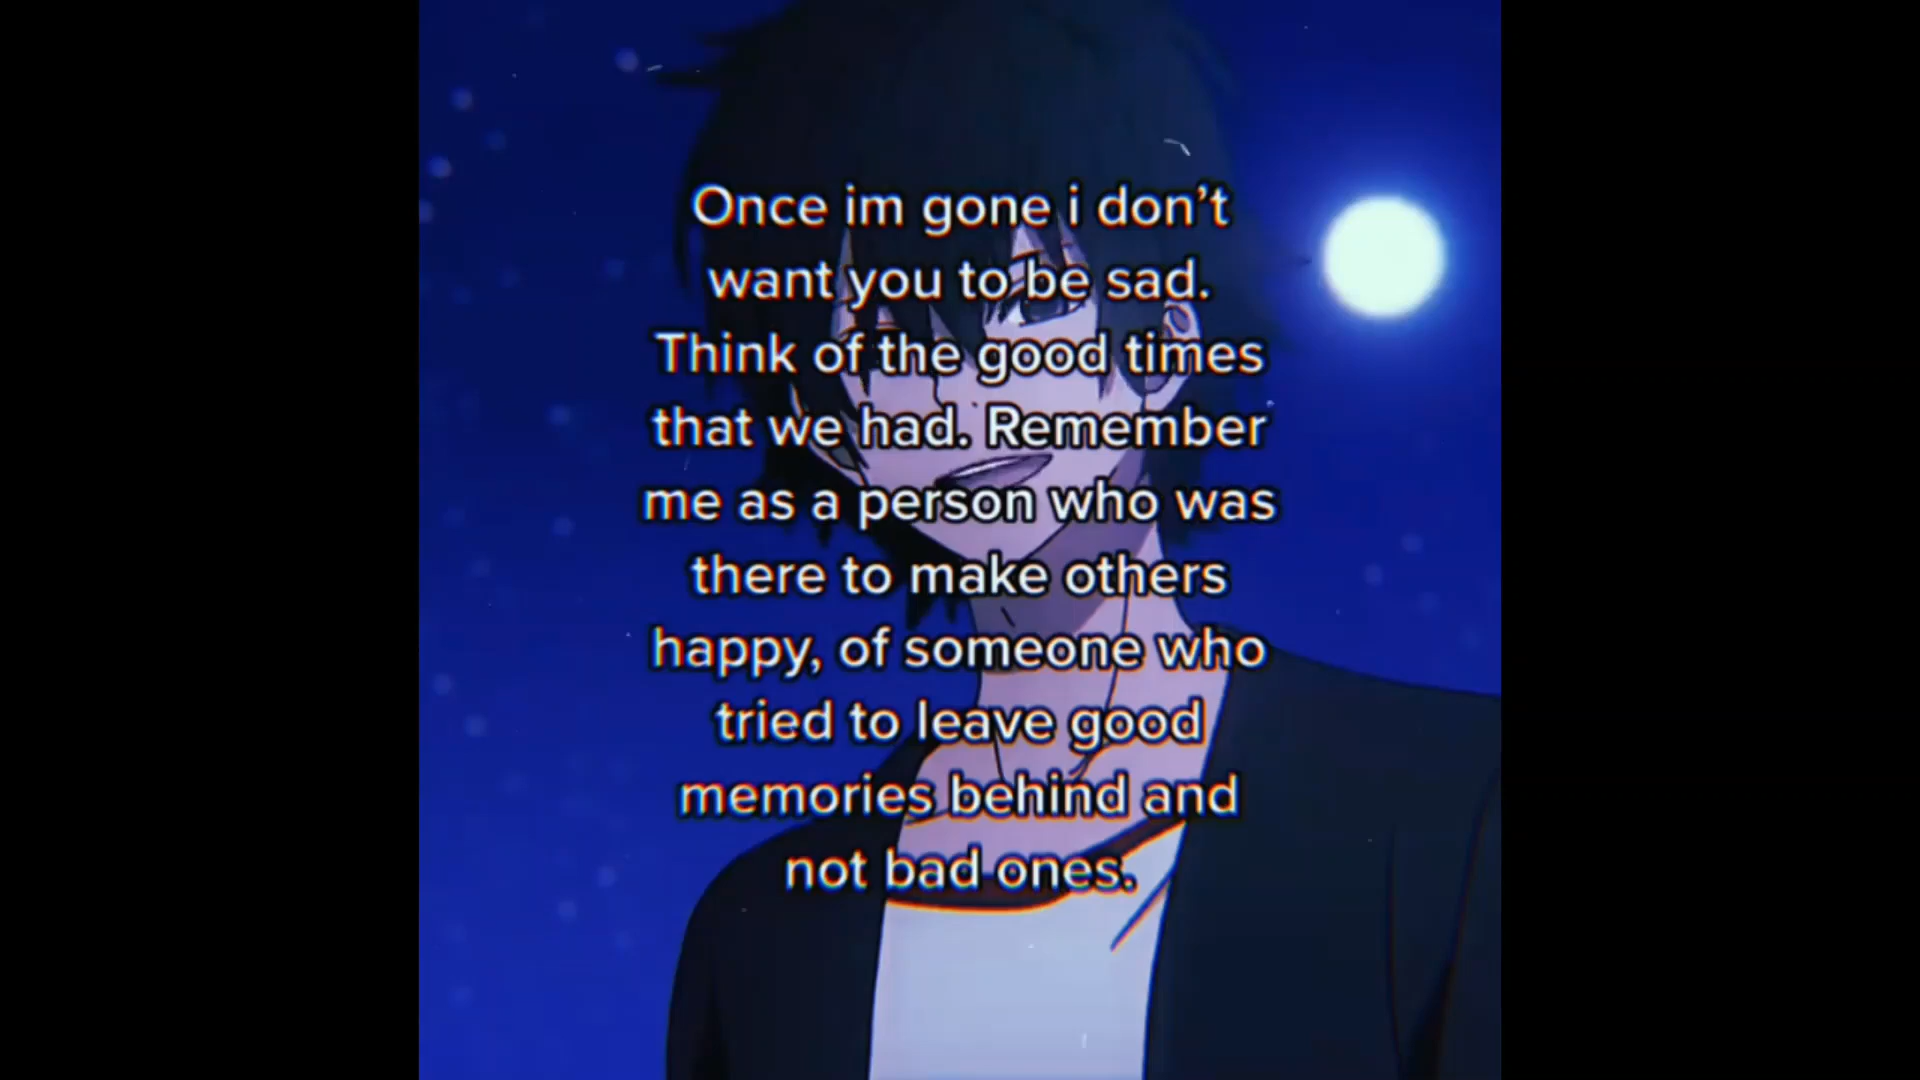 Once im gone i don’t
want you to be sad.
Think of the good times
that we had. Remember
me as a person who was
there to make others
happy, of someone who
tried to leave good
memories behind and
not bad ones.